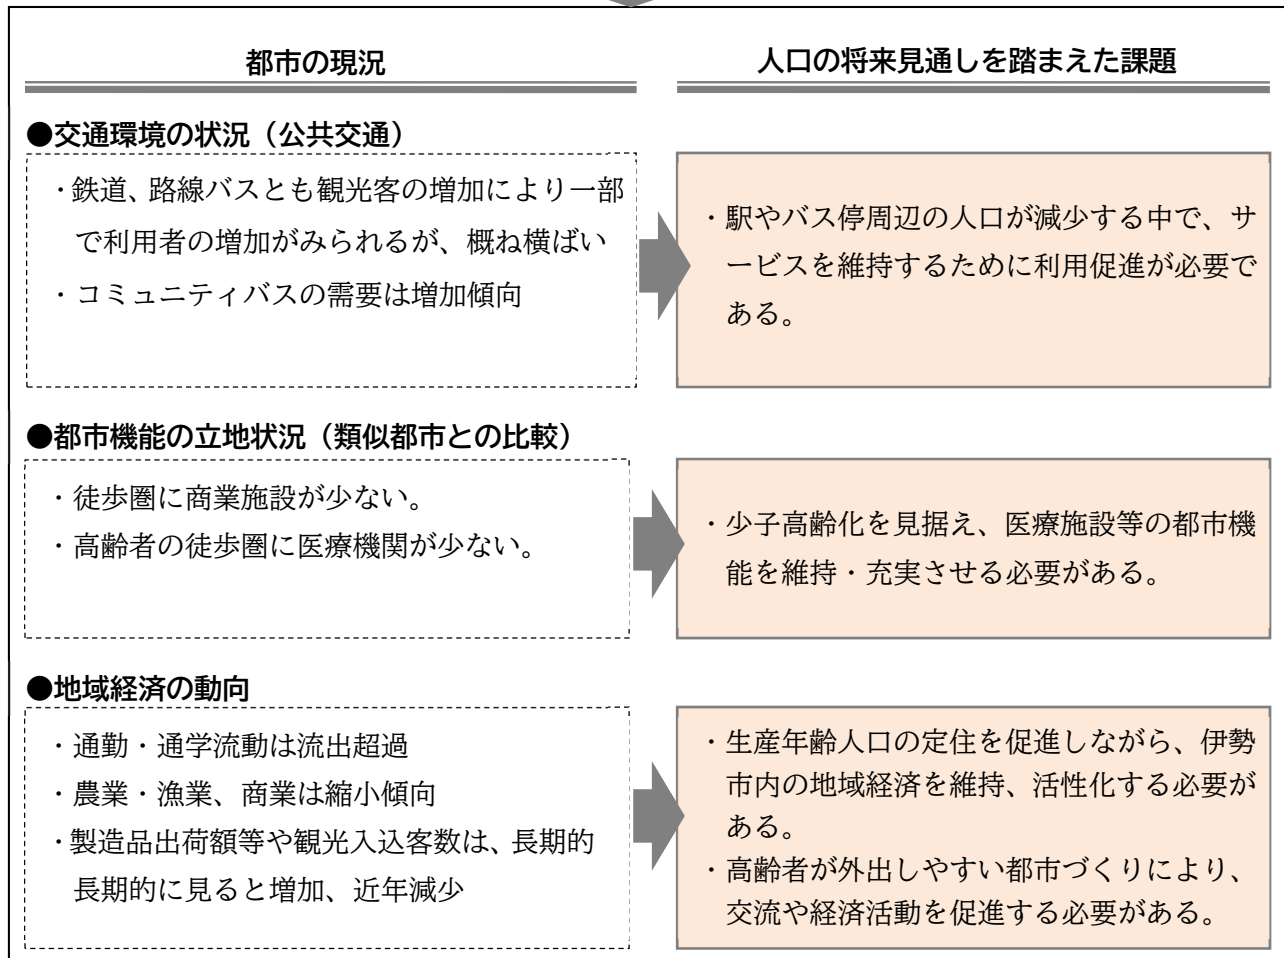 都市の現況
人口の将来見通しを踏まえた課題
●交通環境の状況（公共交通）
・鉄道、路線バスとも観光客の増加により一部
で利用者の増加がみられるが、概ね横ばい
・コミュニティバスの需要は増加傾向
・駅やバス停周辺の人口が減少する中で、サ
ービスを維持するために利用促進が必要で
ある。
●都市機能の立地状況（類似都市との比較）
・徒歩圏に商業施設が少ない。
・高齢者の徒歩圏に医療機関が少ない。
・少子高齢化を見据え、医療施設等の都市機
能を維持・充実させる必要がある。
●地域経済の動向
・通勤・通学流動は流出超過
・農業・漁業、商業は縮小傾向
・製造品出荷額等や観光入込客数は、長期的
長期的に見ると増加、近年減少
・生産年齢人口の定住を促進しながら、伊勢
市内の地域経済を維持、活性化する必要が
ある。
・高齢者が外出しやすい都市づくりにより、
交流や経済活動を促進する必要がある。